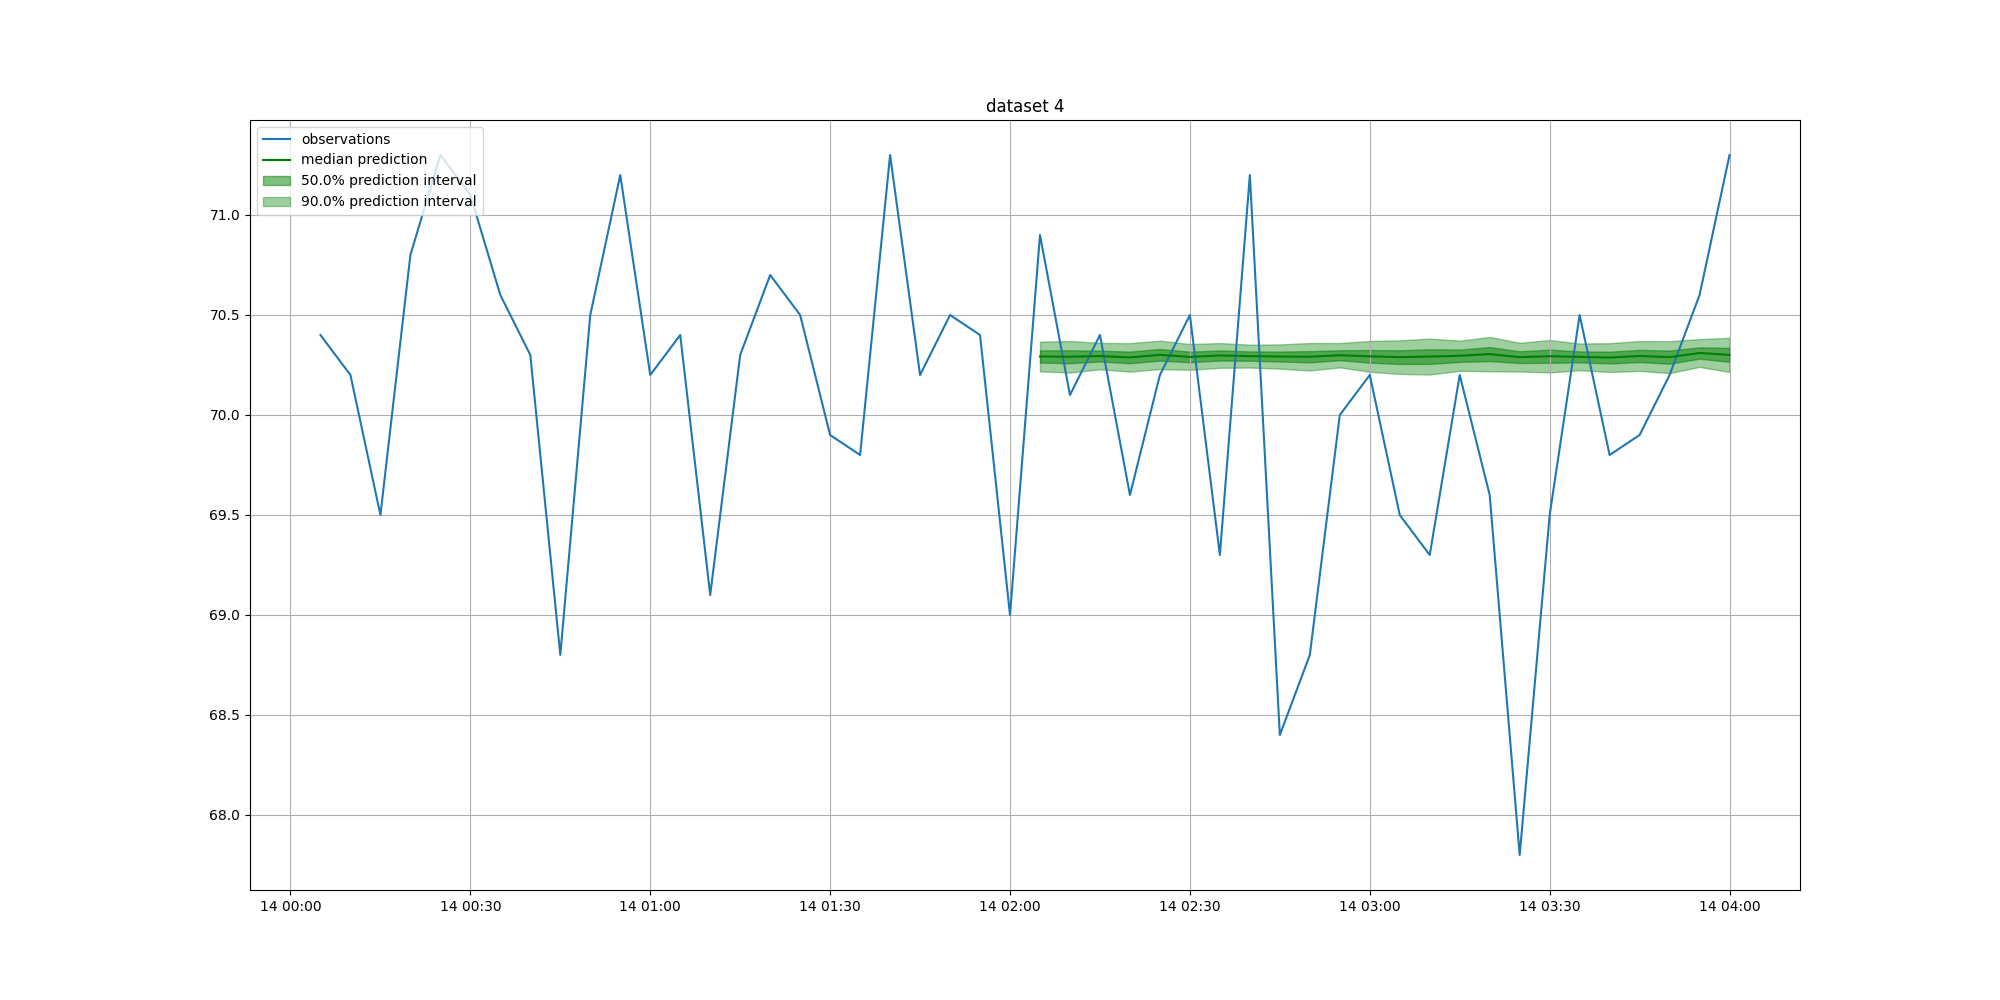 dataset 4
observations
median prediction
50.0% prediction interval
90.0% prediction interval
71.0
70.5
70.0
69.5
69.0
68.5
68.0
14 00:00 14 00:30 14 01:00 14 01:30 14 02:00 14 02:30 14 03:00 14 03:30 14 04:00